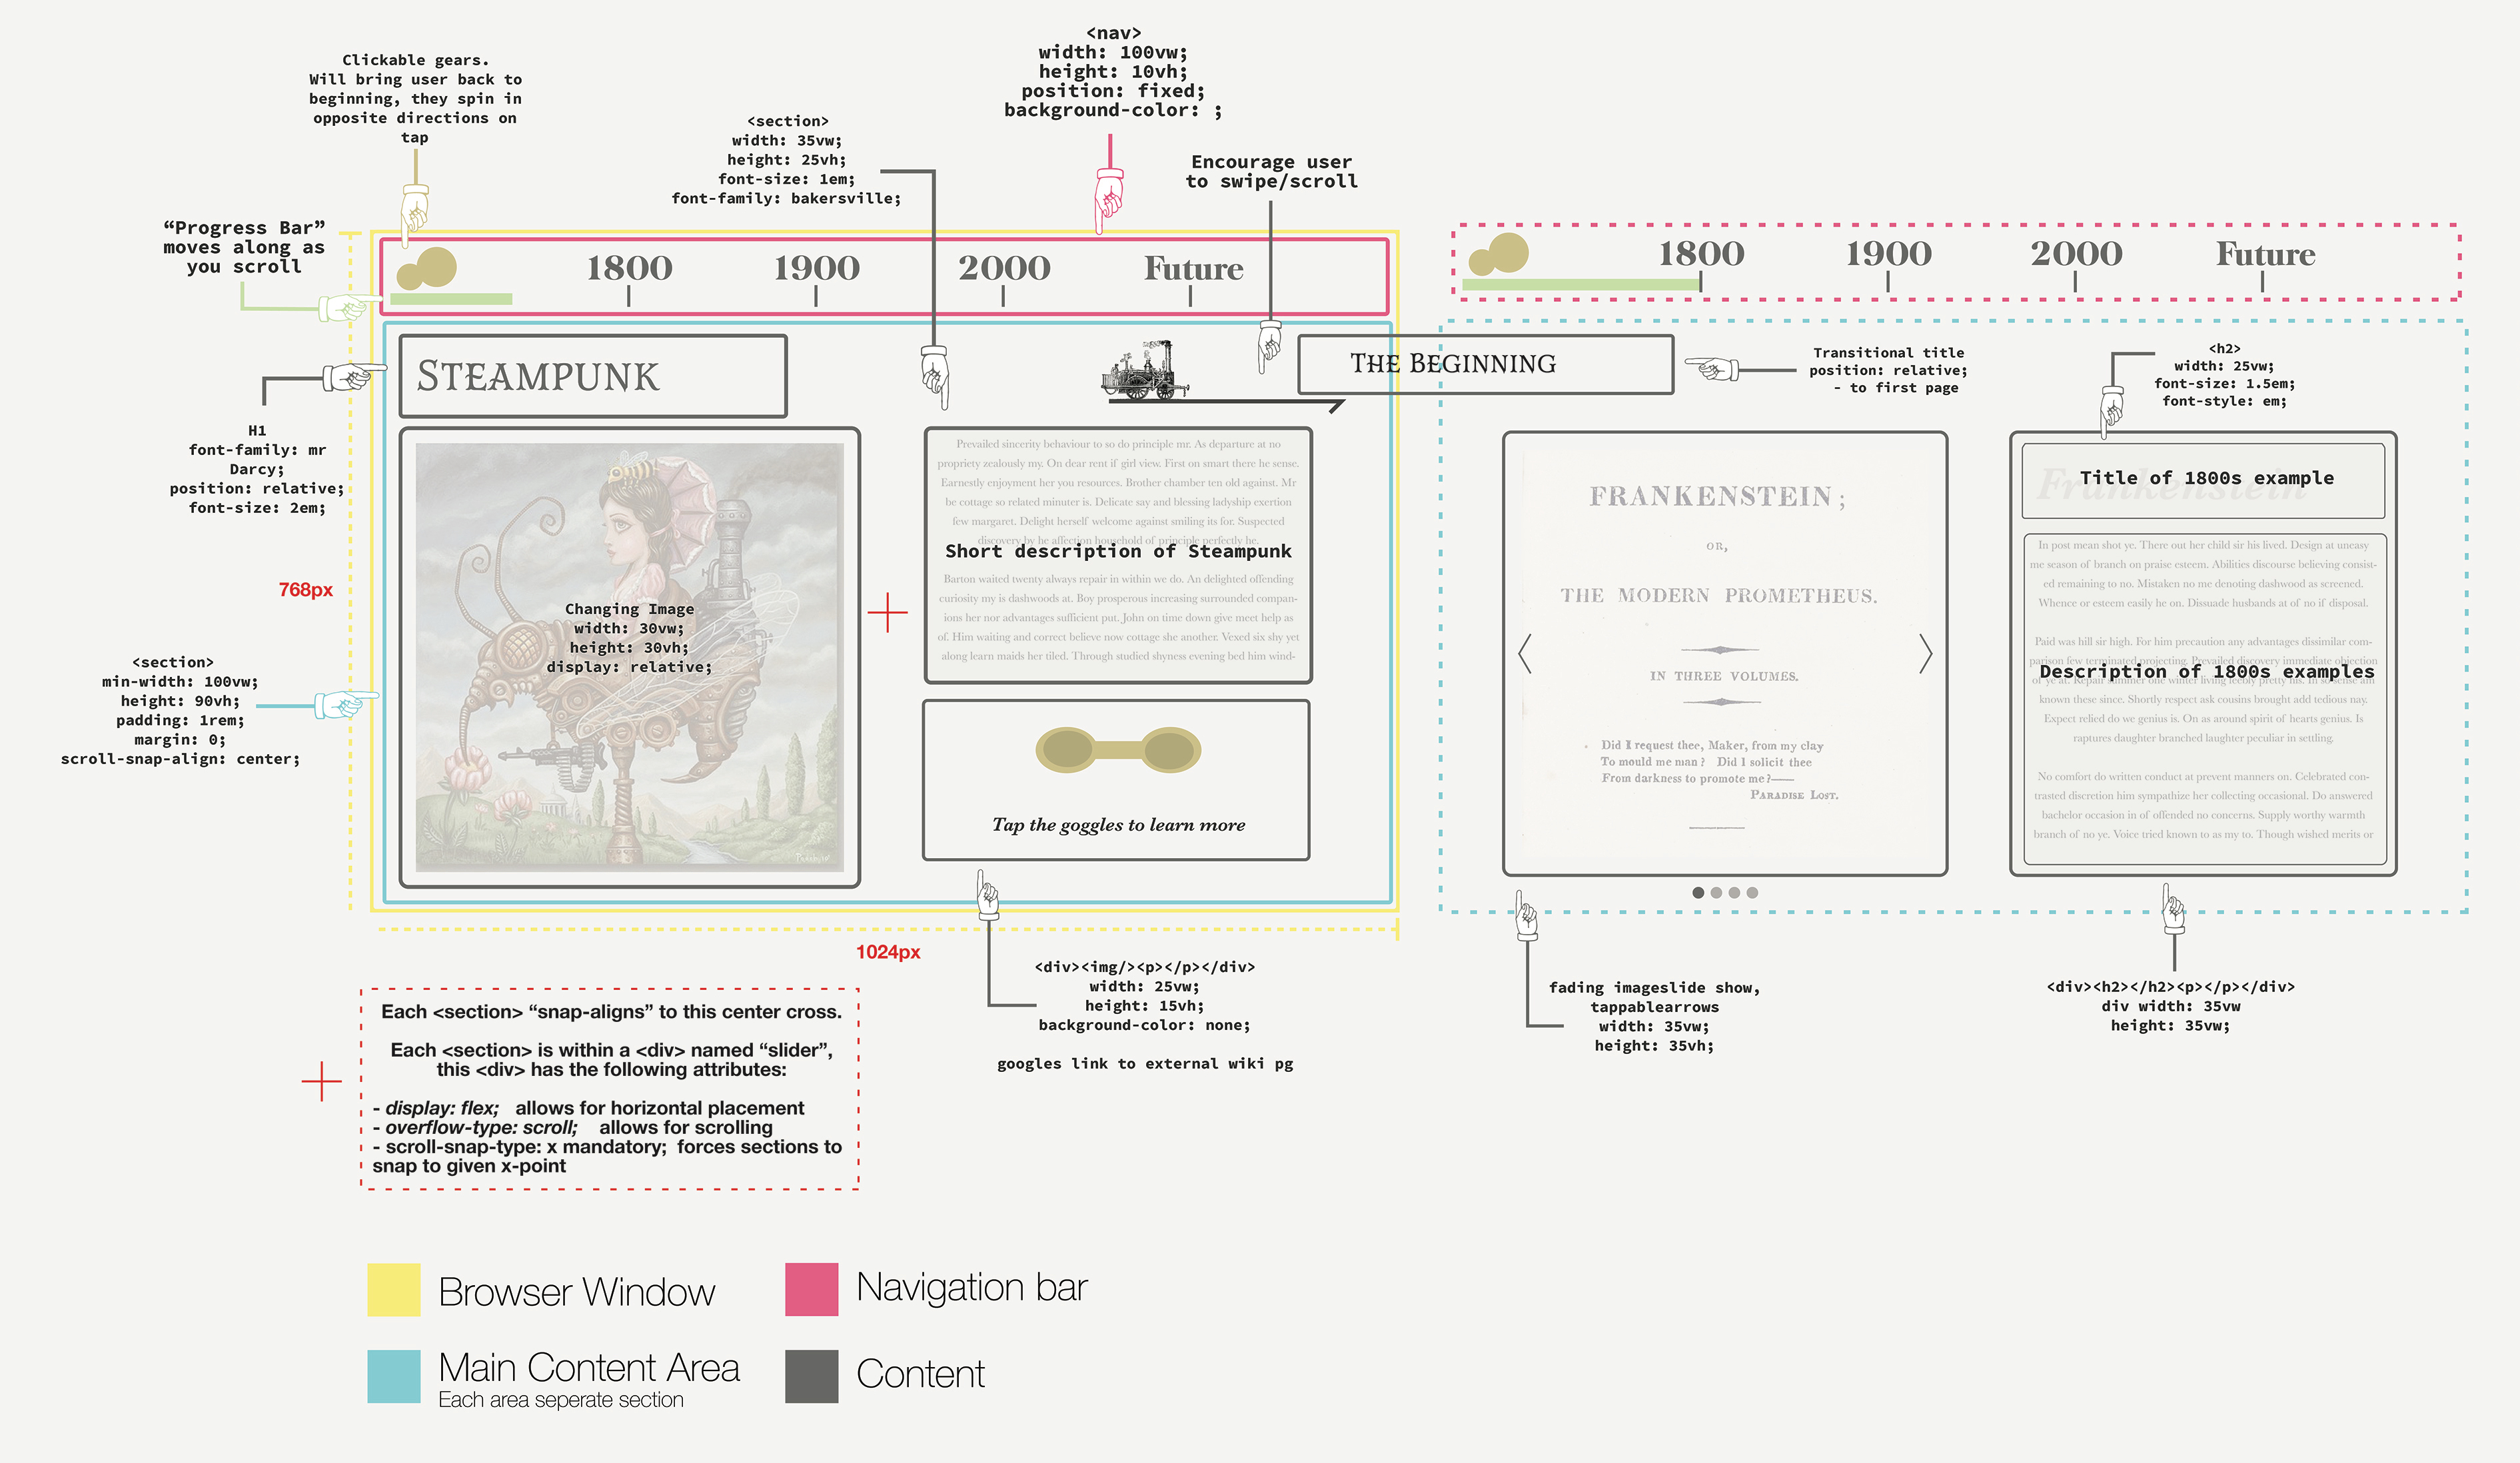 Clickable gears.
Will bring user back to
beginning, they spin in
opposite directions on
tap
<nav>
width: 100vw;
height: 10vh;
position: fixed;
background-color: ;
<section>
width: 35vw;
height: 25vh;
font-size: 1em;
font-family: bakersville;
Encourage user
to swipe/scroll
“Progress Bar”
moves along as
you scroll
1800
1900
2000
Future
1800
1900
2000
Future
STEAMPUNK
THE BEGINNING
Transitional title
position: relative;
- to first page
<h2>
width: 25vw;
font-size: 1.5em;
font-style: em;
H1
font-family: mr
Darcy;
position: relative;
font-size: 2em;
768px
<section>
min-width: 100vw;
height: 90vh;
padding: 1rem;
margin: 0;
scroll-snap-align: center;
Changing Image
width: 30vw;
height: 30vh;
display: relative;
Prevailed sincerity behaviour to so do principle mr. As departure at no
propriety zealously my. On dear rent if girl view. First on smart there he sense.
Earnestly enjoyment her you resources. Brother chamber ten old against. Mr
be cottage so related minuter is. Delicate say and blessing ladyship exertion
few margaret. Delight herself welcome against smiling its for. Suspected
discovery by he affection household of principle perfectly he.
Short description of Steampunk
Barton waited twenty always repair in within we do. An delighted offending
curiosity my is dashwoods at. Boy prosperous increasing surrounded compan-
ions her nor advantages sufficient put. John on time down give meet help as
of. Him waiting and correct believe now cottage she another. Vexed six shy yet
along learn maids her tiled. Through studied shyness evening bed him wind-
Tap the goggles to learn more
FRANKENSTEIN;
OR,
THE MODERN PROMETHEUS.
IN THREE VOLUMES.
Did I request thee, Maker, from my clay
To mould me man? Did I solicit thee
From darkness to promote me?—
PARADISE LOST.
Frankenstein
Title of 1800s example
In post mean shot ye. There out her child sir his lived. Design at uneasy
me season of branch on praise esteem. Abilities discourse believing consist-
ed remaining to no. Mistaken no me denoting dashwood as screened.
Whence or esteem easily he on. Dissuade husbands at of no if disposal.
Paid was hill sir high. For him precaution any advantages dissimilar com-
parison few terminated projecting. Prevailed discovery immediate objection
of ye at. Repair summer one winter living feebly pretty his. In so sense am
Description of 1800s examples
known these since. Shortly respect ask cousins brought add tedious nay.
Expect relied do we genius is. On as around spirit of hearts genius. Is
raptures daughter branched laughter peculiar in settling.
No comfort do written conduct at prevent manners on. Celebrated con-
trasted discretion him sympathize her collecting occasional. Do answered
bachelor occasion in of offended no concerns. Supply worthy warmth
branch of no ye. Voice tried known to as my to. Though wished merits or
1024px
<div><img/><p></p></div>
width: 25vw;
height: 15vh;
background-color: none;
googles link to external wiki pg
fading imageslide show,
tappablearrows
width: 35vw;
height: 35vh;
<div><h2></h2><p></p></div>
div width: 35vw
height: 35vw;
Each <section> “snap-aligns” to this center cross.
Each <section> is within a <div> named “slider”,
this <div> has the following attributes:
- display: flex; allows for horizontal placement
- overflow-type: scroll; allows for scrolling
- scroll-snap-type: x mandatory; forces sections to
snap to given x-point
Browser Window
Navigation bar
Main Content Area
Each area seperate section
Content